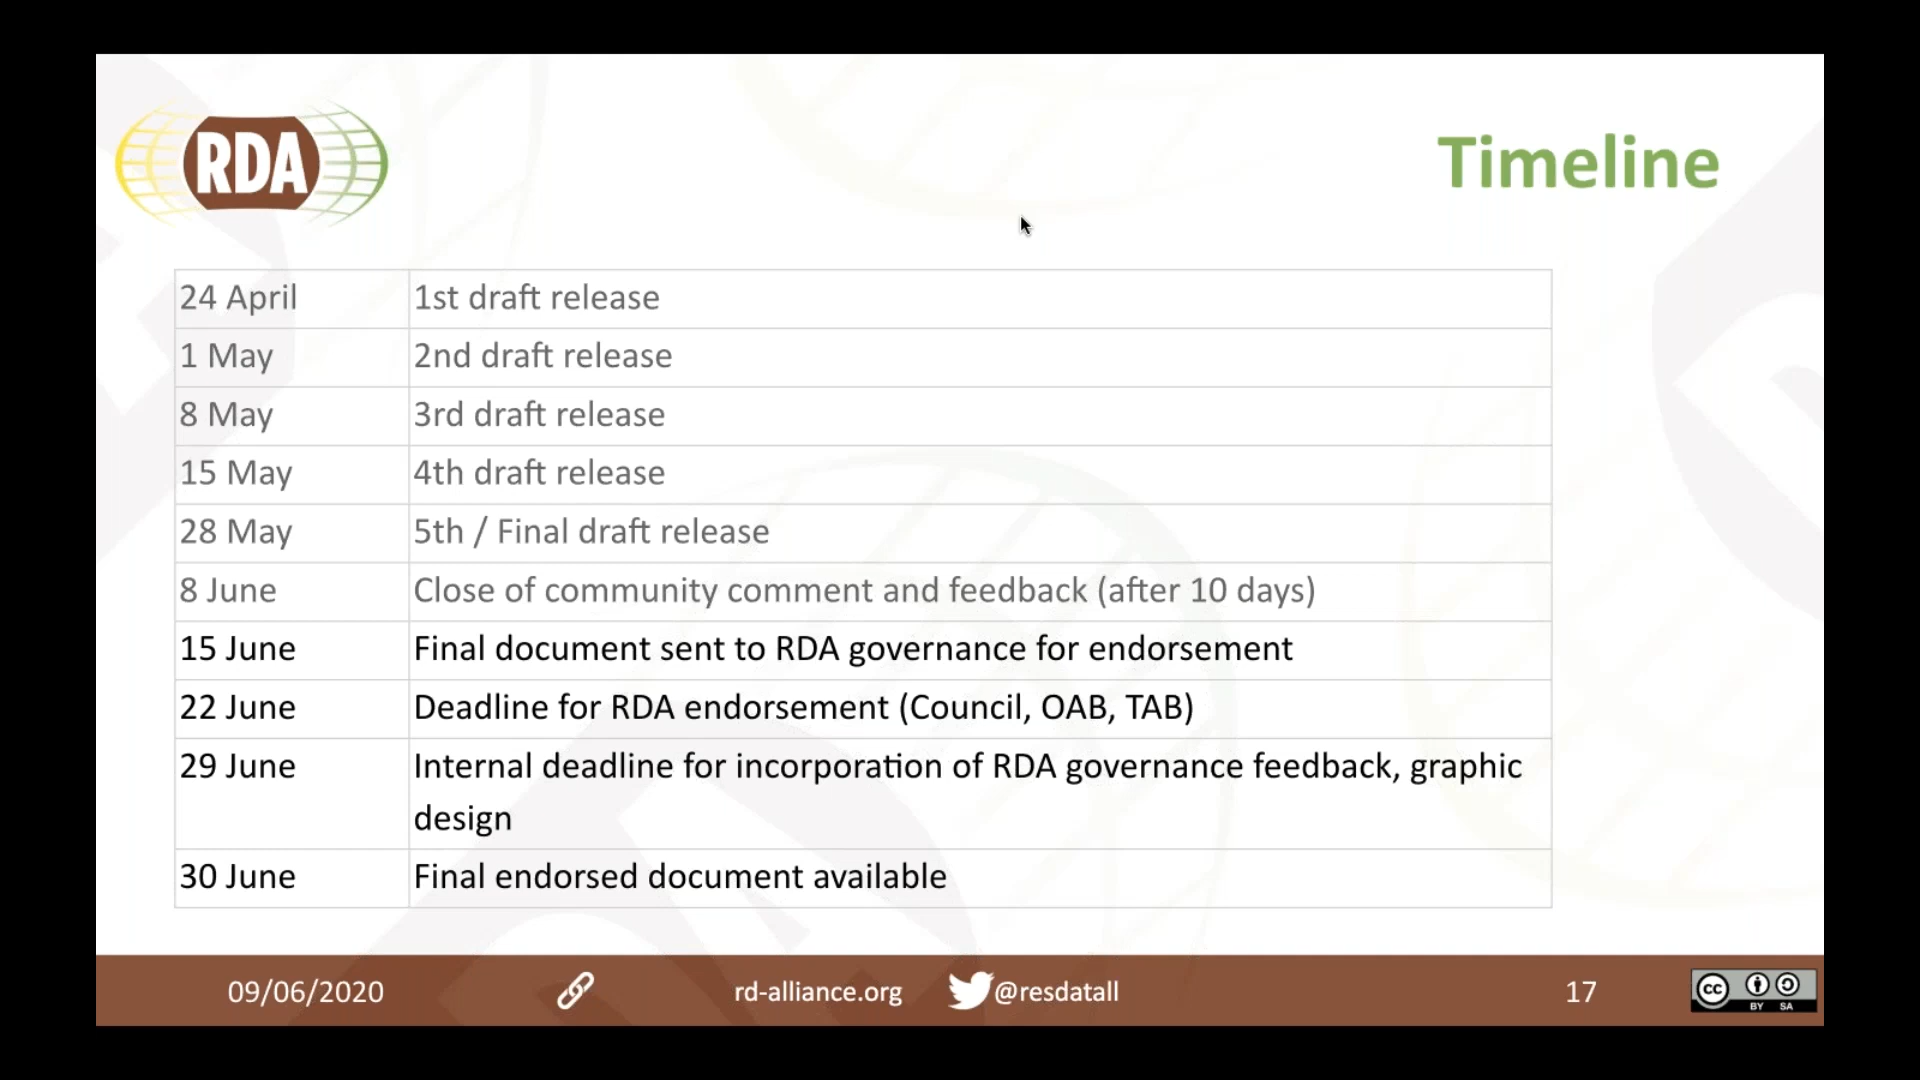 RDA
Timeline
24 April 1st draft release
1 May 2nd draft release
8 May 3rd draft release
15 May 4th draft release
28 May 5th / Final draft release
8 June Close of community comment and feedback (after 10 days)
15 June Final document sent to RDA governance for endorsement
22 June Deadline for RDA endorsement (Council, OAB, TAB)
29 June Internal deadline for incorporation of RDA governance feedback, graphic
design
30 June Final endorsed document available
09/06/2020 rd-alliance.org @resdatall 17 cc BY SA